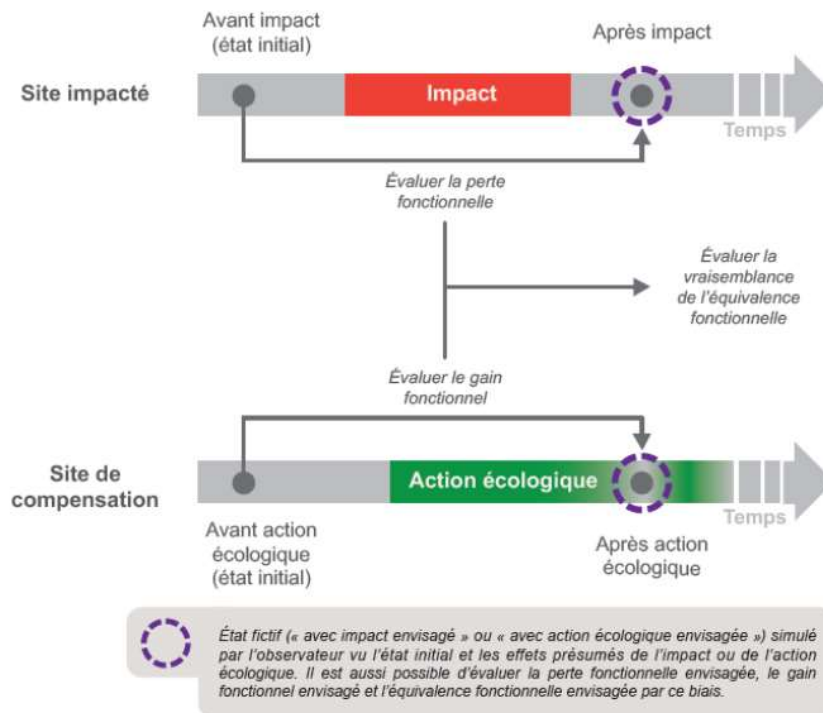 Avant impact
(état initial)
Après impact
Site impacté
Impact
Temps
Évaluer la perte
fonctionnelle
Évaluer la
vraisemblance
de l'équivalence
fonctionnelle
Évaluer le gain
fonctionnel
Site de
compensation
Action écologique
Temps
Avant action
écologique
(état initial)
Après action
écologique
État fictif (« avec impact envisagé » ou « avec action écologique envisagée ») simulé
par l'observateur vu l'état initial et les effets présumés de l'impact ou de l'action
écologique. Il est aussi possible d'évaluer la perte fonctionnelle envisagée, le gain
fonctionnel envisagé et l'équivalence fonctionnelle envisagée par ce biais.